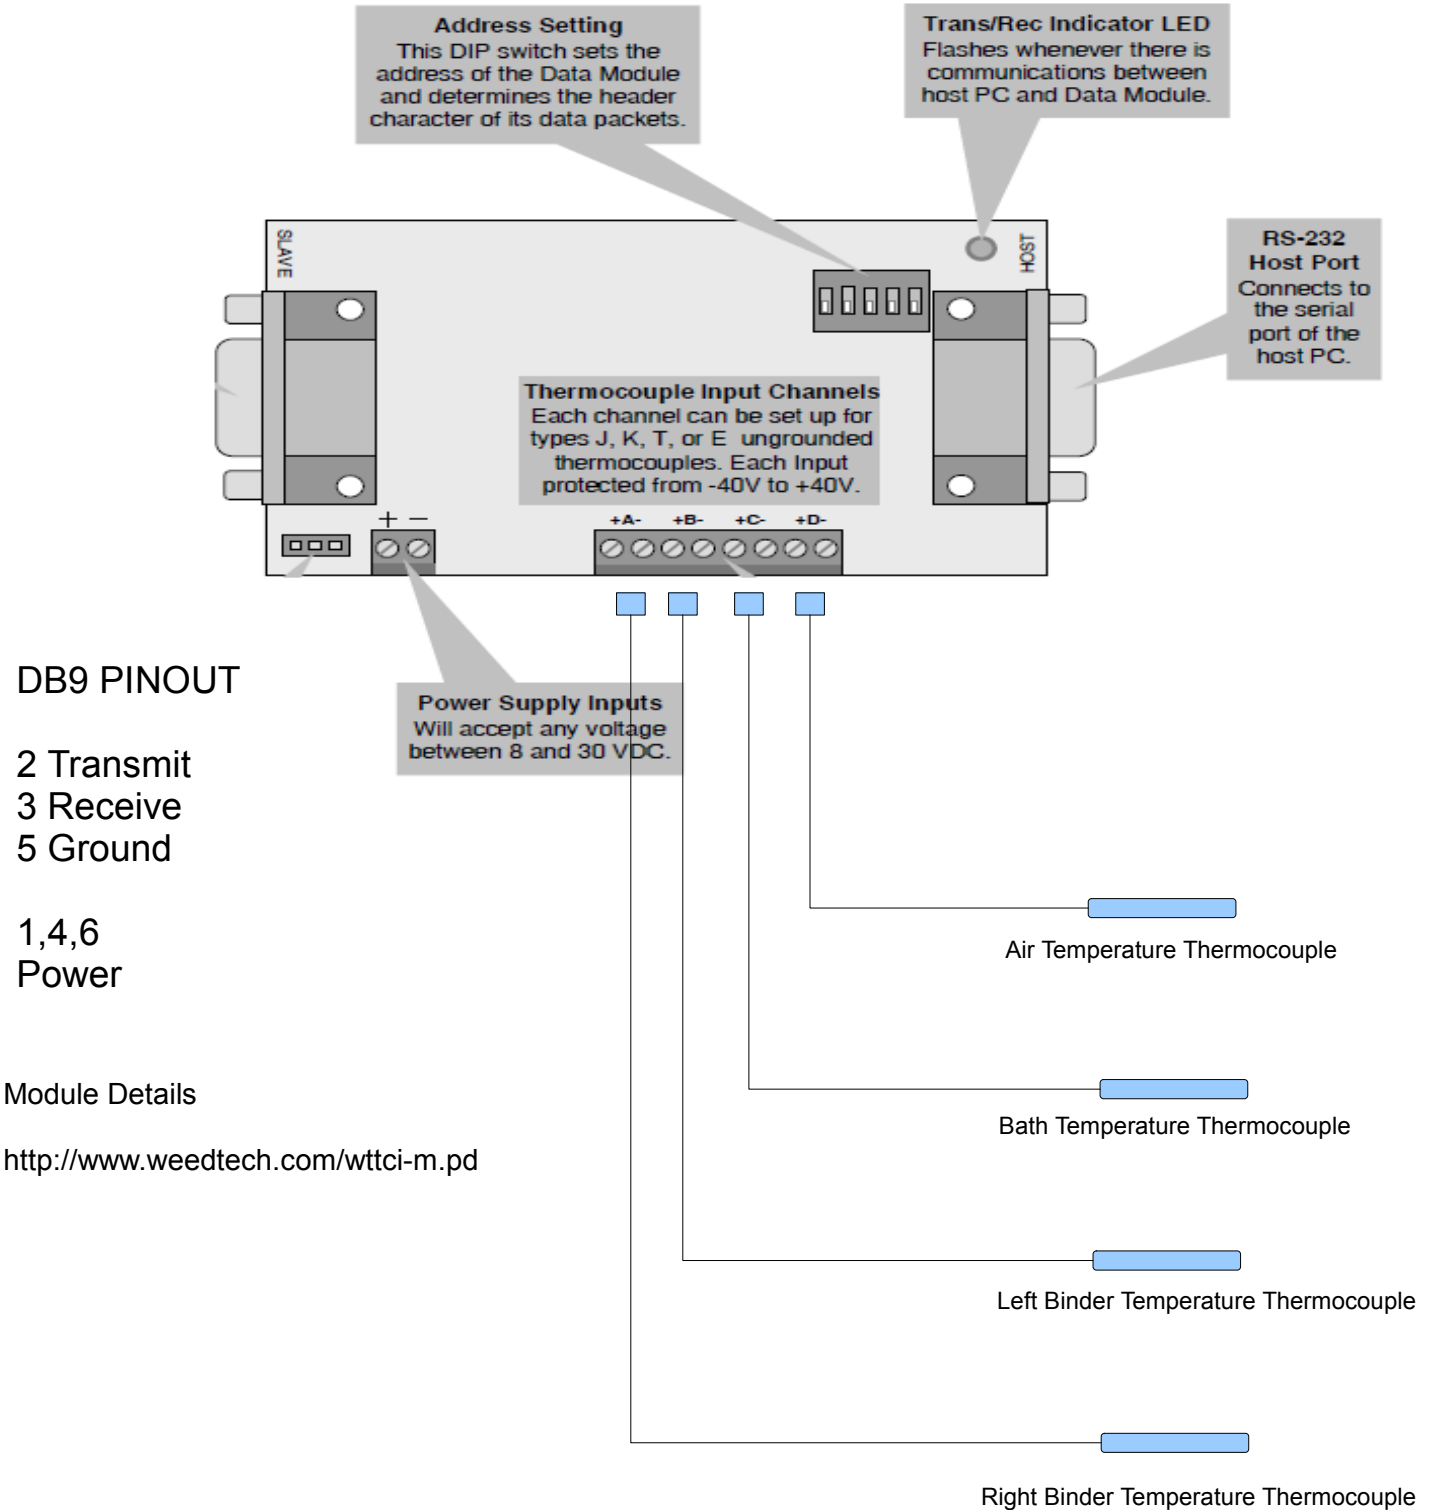 Address Setting
This DIP switch sets the
address of the Data Module
and determines the header
character of its data packets.
Trans/Rec Indicator LED
Flashes whenever there is
communications between
host PC and Data Module.
SLAVE
HOST
RS-232
Host Port
Connects to
the serial
port of the
host PC.
Thermocouple Input Channels
Each channel can be set up for
types J, K, T, or E ungrounded
thermocouples. Each Input
protected from -40V to +40V.
+ −
+A- +B- +C- +D-
DB9 PINOUT
2 Transmit
3 Receive
5 Ground
1,4,6
Power
Power Supply Inputs
Will accept any voltage
between 8 and 30 VDC.
Air Temperature Thermocouple
Module Details
Bath Temperature Thermocouple
http://www.weedtech.com/wttci-m.pd
Left Binder Temperature Thermocouple
Right Binder Temperature Thermocouple